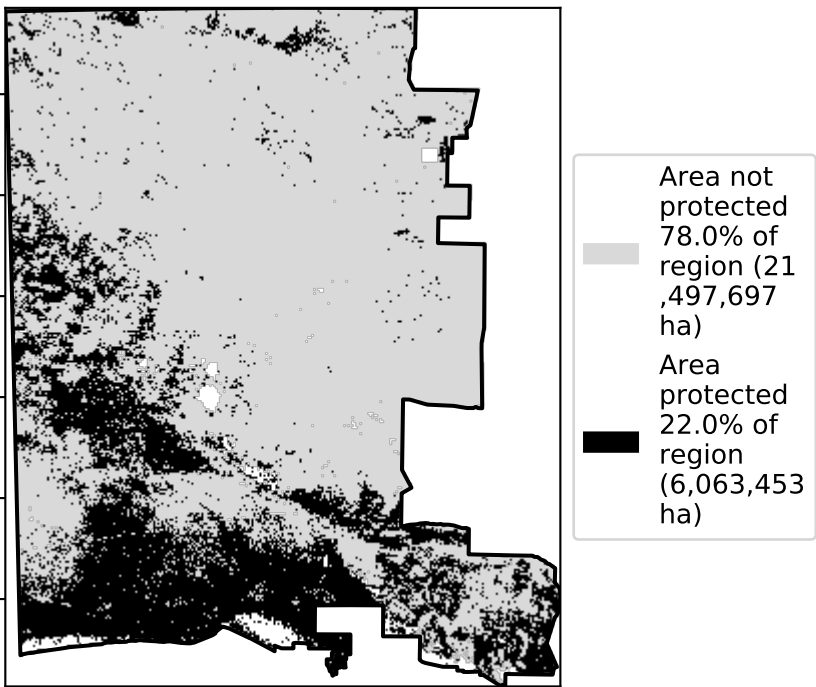 Area not
protected
78.0% of
region (21
,497,697
ha)
Area
protected
22.0% of
region
(6,063,453
ha)